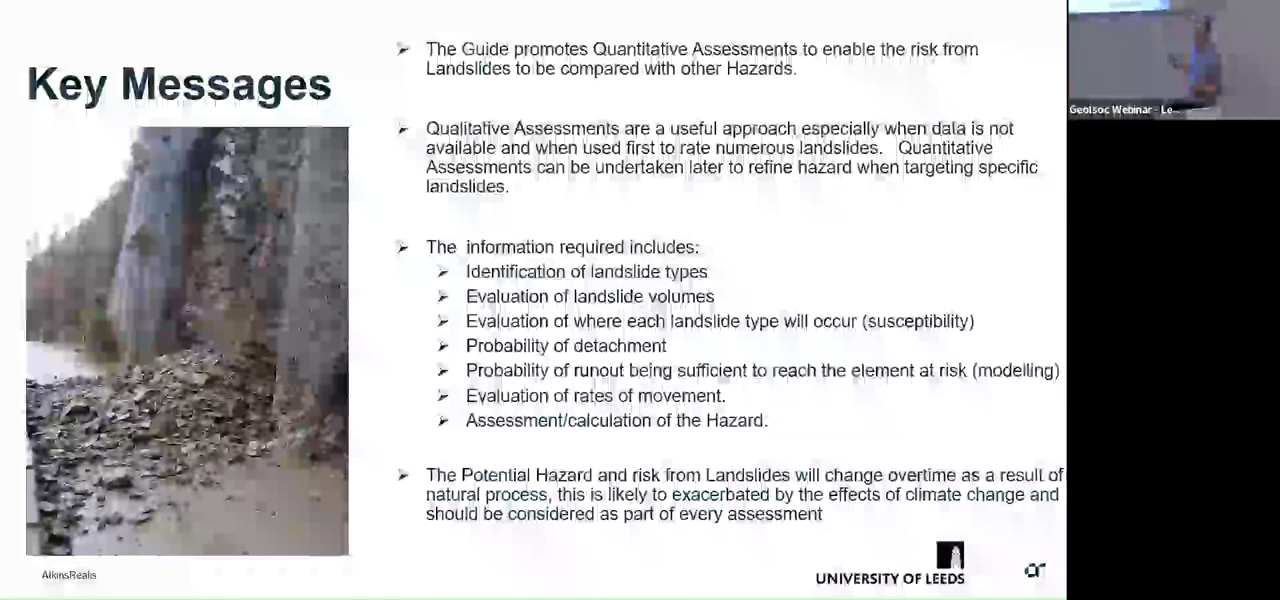 Key Messages
The Guide promotes Quantitative Assessments to enable the risk from
Landslides to be compared with other Hazards.
Qualitative Assessments are a useful approach especially when data is not
available and when used first to rate numerous landslides. Quantitative
Assessments can be undertaken later to refine hazard when targeting specific
landslides.
The information required includes:
Identification of landslide types
Evaluation of landslide volumes
Evaluation of where each landslide type will occur (susceptibility)
Probability of detachment
Probability of runout being sufficient to reach the element at risk (modelling)
Evaluation of rates of movement.
Assessment/calculation of the Hazard.
The Potential Hazard and risk from Landslides will change overtime as a result of
natural process, this is likely to exacerbated by the effects of climate change and
should be considered as part of every assessment
AtkinsRealis
UNIVERSITY OF LEEDS
Geolsoc Webinar - Le...